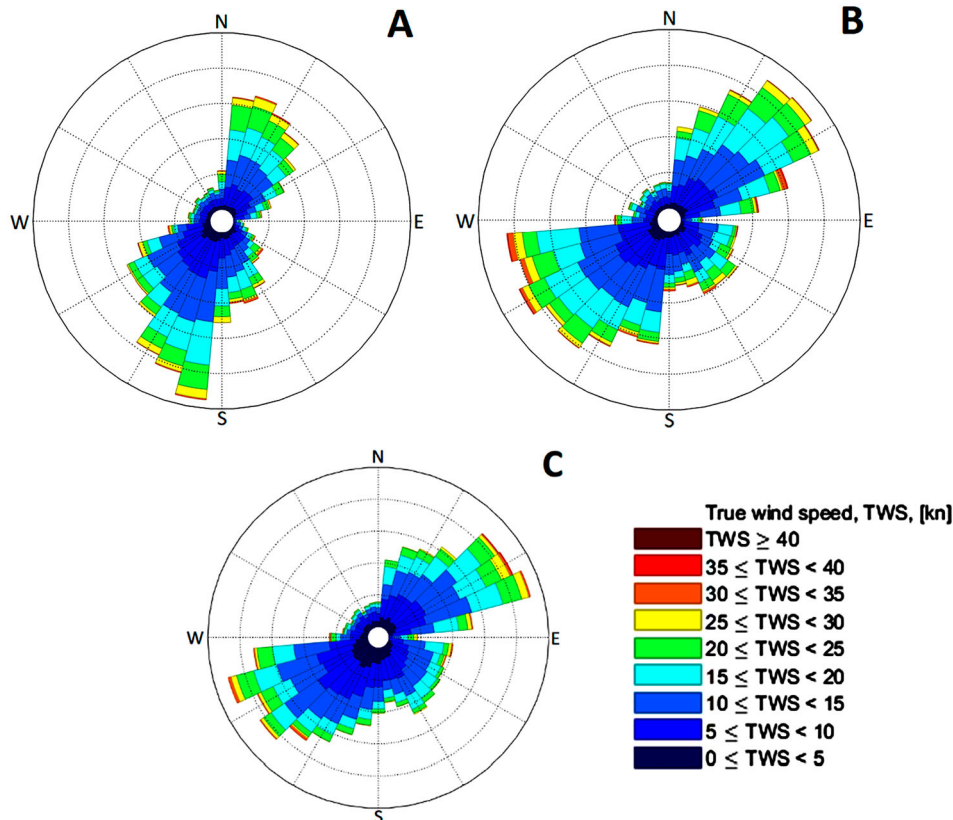 A
N
W
E
S
B
N
W
E
S
C
N
W
E
S
True wind speed, TWS, [kn]
TWS ≥ 40
35 ≤ TWS < 40
30 ≤ TWS < 35
25 ≤ TWS < 30
20 ≤ TWS < 25
15 ≤ TWS < 20
10 ≤ TWS < 15
5 ≤ TWS < 10
0 ≤ TWS < 5